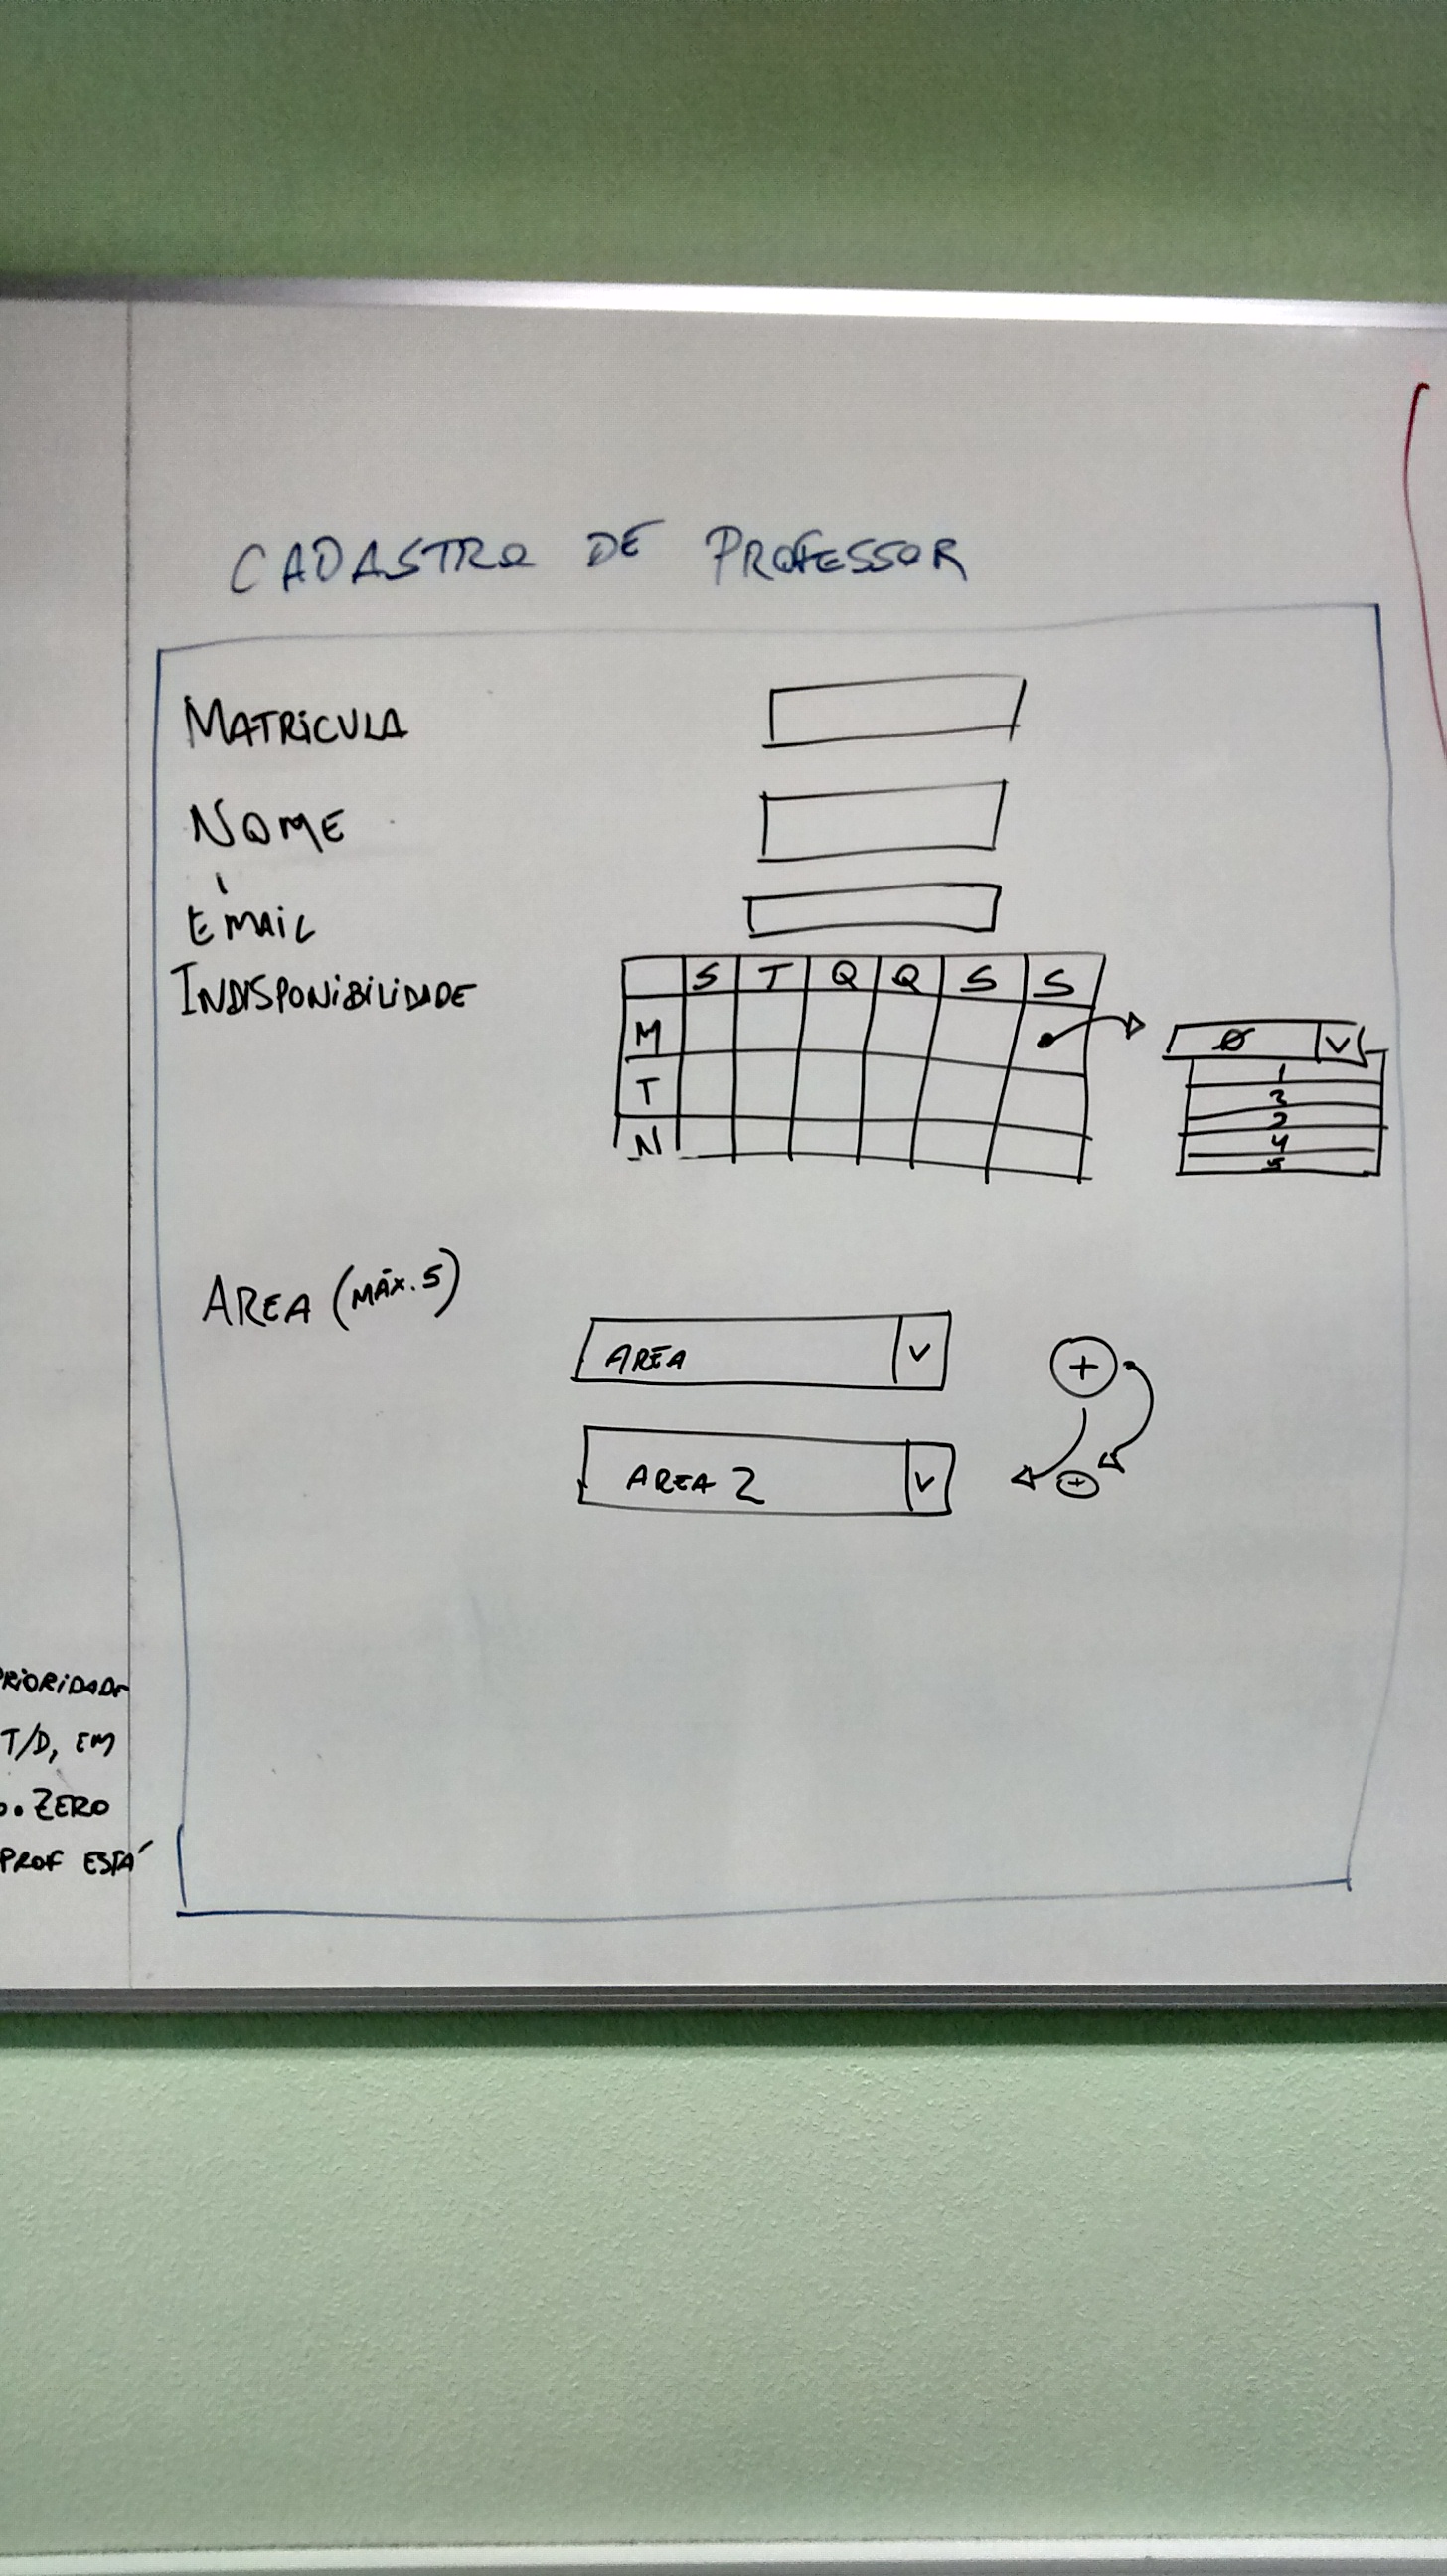 CADASTRO DE PROFESSOR
MATRICULA
NOME
EMAIL
INDISPONIBILIDADE
S T Q Q S S
M
T
N
Ø V
1
3
2
4
5
AREA (MÁX. 5)
AREA V
+
AREA 2 V
+
PRIORIDADE
T/D, EM
O. ZERO
PROF ESTÁ